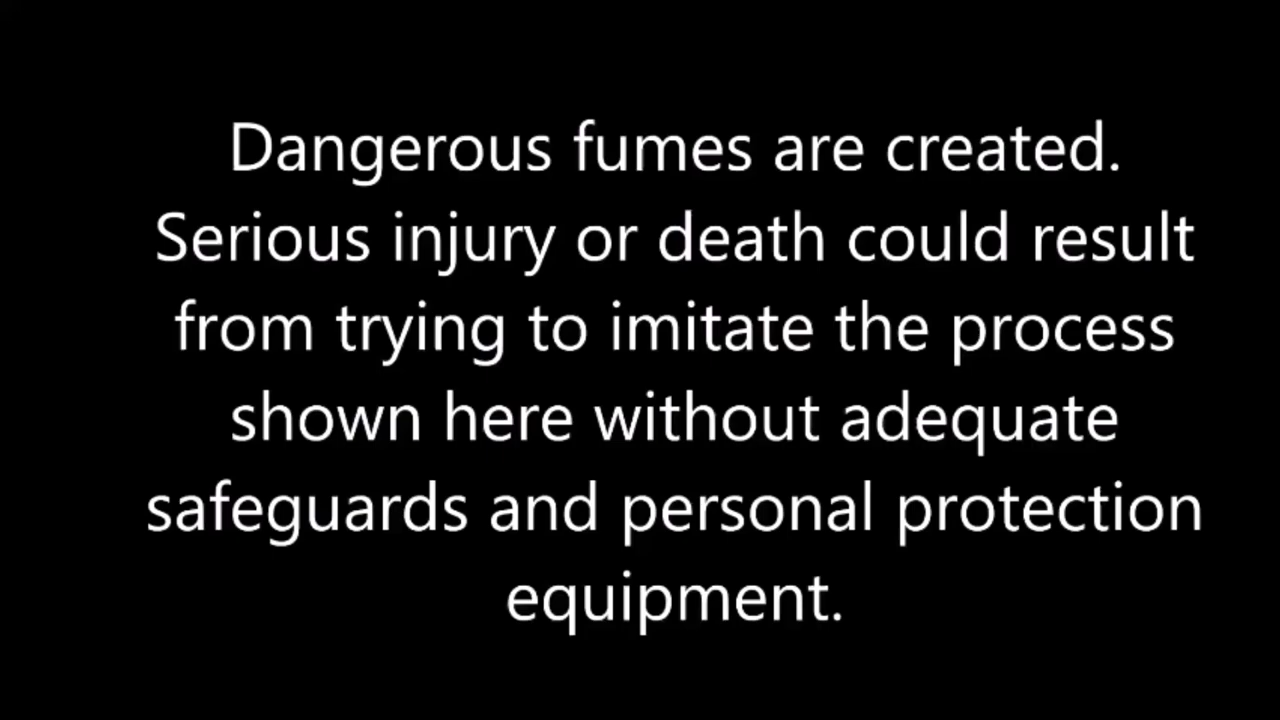 Dangerous fumes are created.
Serious injury or death could result
from trying to imitate the process
shown here without adequate
safeguards and personal protection
equipment.